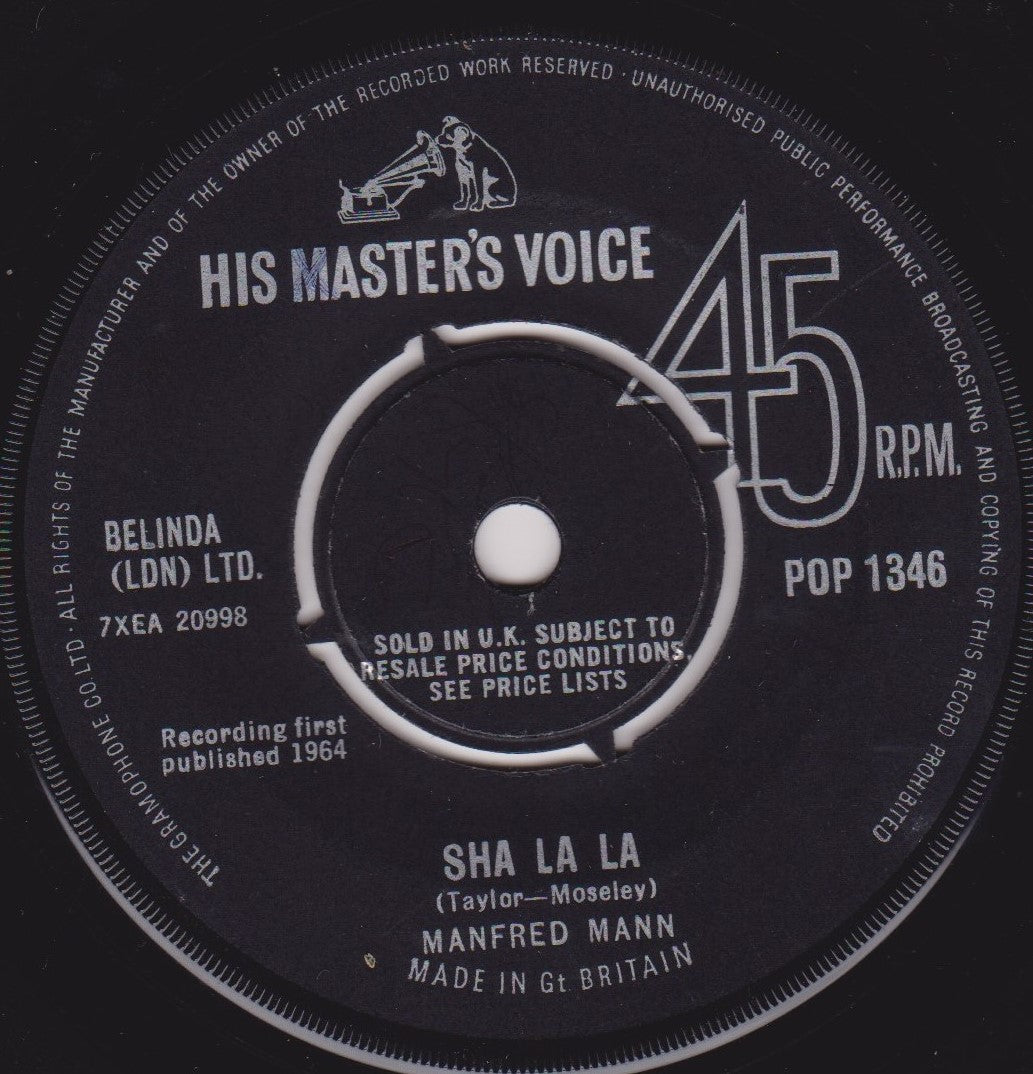 THE GRAMOPHONE CO. LTD. · ALL RIGHTS OF THE MANUFACTURER AND OF THE OWNER OF THE RECORDED WORK RESERVED · UNAUTHORISED PUBLIC PERFORMANCE BROADCASTING AND COPYING OF THIS RECORD PROHIBITED
HIS MASTER'S VOICE
45
R.P.M.
BELINDA
(LDN) LTD.
7XEA 20998
POP 1346
SOLD IN U.K. SUBJECT TO
RESALE PRICE CONDITIONS,
SEE PRICE LISTS
Recording first
published 1964
SHA LA LA
(Taylor—Moseley)
MANFRED MANN
MADE IN Gt. BRITAIN